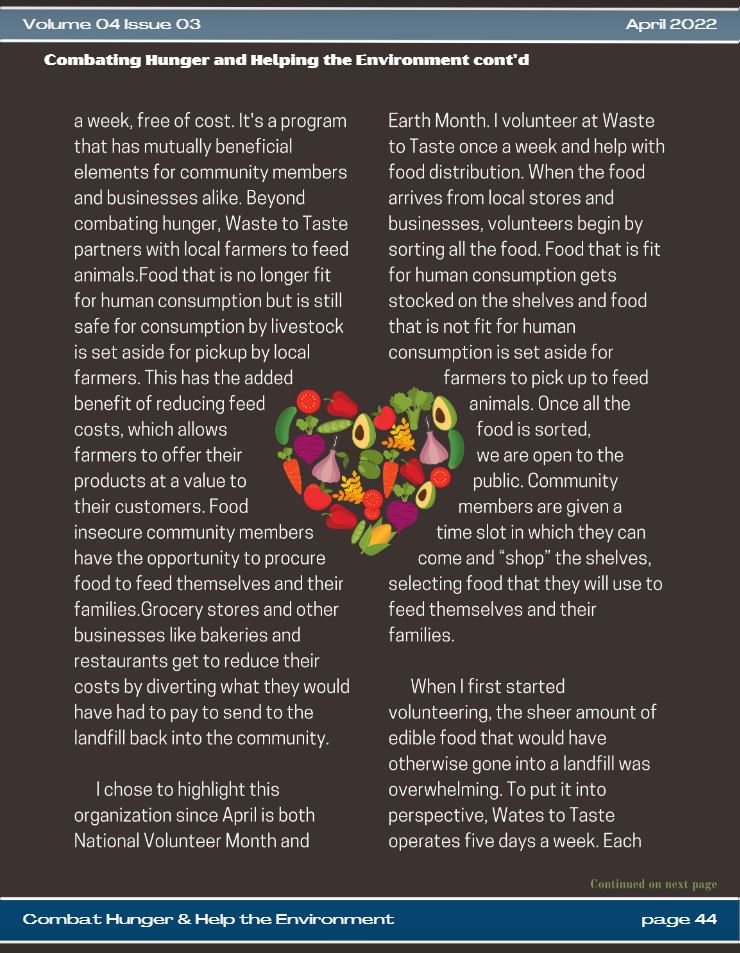 Volume 04 Issue 03
April 2022
Combating Hunger and Helping the Environment cont'd
a week, free of cost. It's a program
that has mutually beneficial
elements for community members
and businesses alike. Beyond
combating hunger, Waste to Taste
partners with local farmers to feed
animals.Food that is no longer fit
for human consumption but is still
safe for consumption by livestock
is set aside for pickup by local
farmers. This has the added
benefit of reducing feed
costs, which allows
farmers to offer their
products at a value to
their customers. Food
insecure community members
have the opportunity to procure
food to feed themselves and their
families.Grocery stores and other
businesses like bakeries and
restaurants get to reduce their
costs by diverting what they would
have had to pay to send to the
landfill back into the community.
I chose to highlight this
organization since April is both
National Volunteer Month and
Earth Month. I volunteer at Waste
to Taste once a week and help with
food distribution. When the food
arrives from local stores and
businesses, volunteers begin by
sorting all the food. Food that is fit
for human consumption gets
stocked on the shelves and food
that is not fit for human
consumption is set aside for
farmers to pick up to feed
animals. Once all the
food is sorted,
we are open to the
public. Community
members are given a
time slot in which they can
come and “shop” the shelves,
selecting food that they will use to
feed themselves and their
families.
When I first started
volunteering, the sheer amount of
edible food that would have
otherwise gone into a landfill was
overwhelming. To put it into
perspective, Wates to Taste
operates five days a week. Each
Continued on next page
Combat Hunger & Help the Environment
page 44